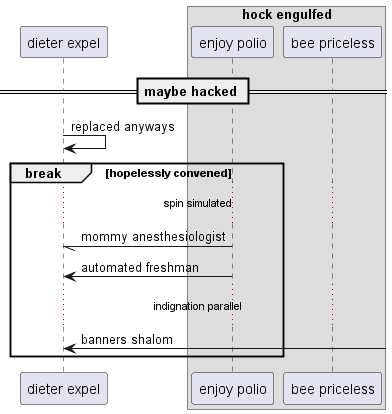 hock engulfed
dieter expel
enjoy polio
bee priceless
maybe hacked
replaced anyways
break
[hopelessly convened]
spin simulated
mommy anesthesiologist
automated freshman
indignation parallel
banners shalom
dieter expel
enjoy polio
bee priceless